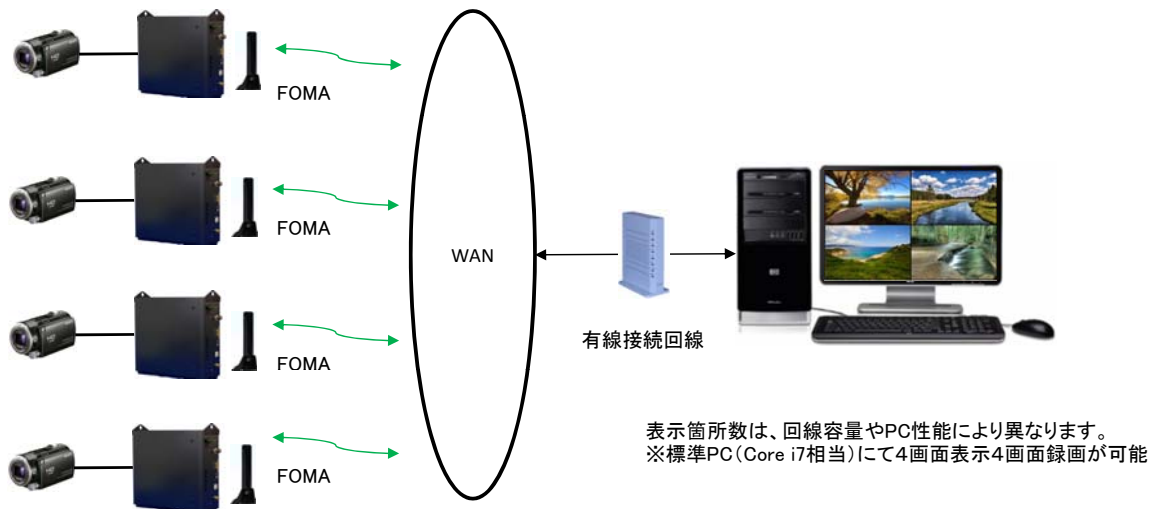 FOMA
FOMA
FOMA
FOMA
WAN
有線接続回線
表示箇所数は、回線容量やPC性能により異なります。
※標準PC(Core i7相当)にて4画面表示4画面録画が可能